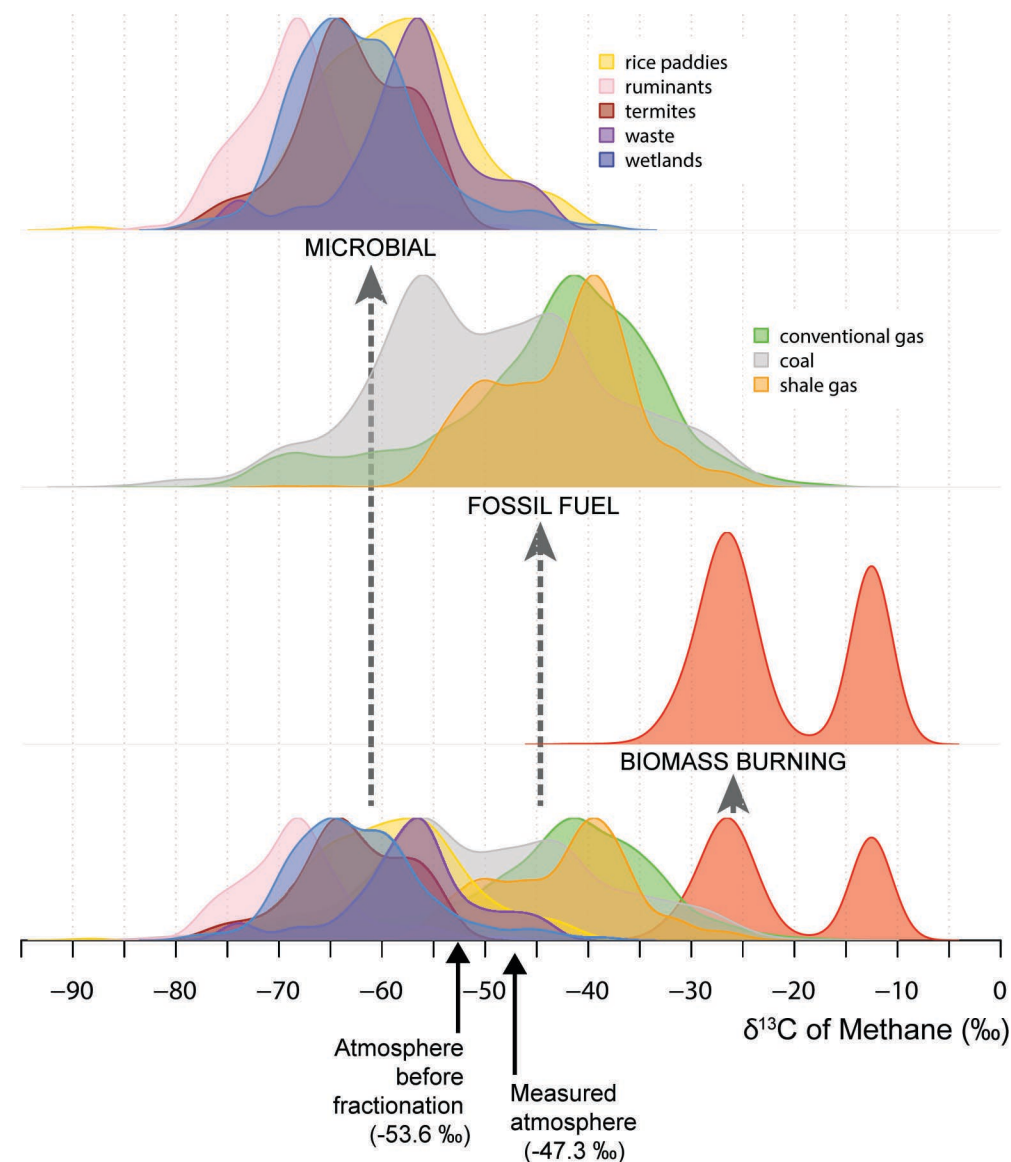 rice paddies
ruminants
termites
waste
wetlands
MICROBIAL
conventional gas
coal
shale gas
FOSSIL FUEL
BIOMASS BURNING
−90 −80 −70 −60 −50 −40 −30 −20 −10 0
δ¹³C of Methane (‰)
Atmosphere
before
fractionation
(-53.6 ‰)
Measured
atmosphere
(-47.3 ‰)